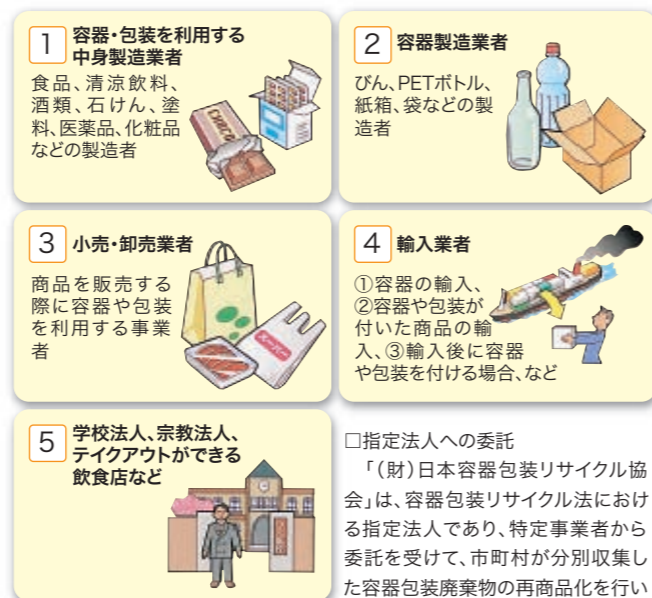 1
容器・包装を利用する
中身製造業者
食品、清涼飲料、
酒類、石けん、塗
料、医薬品、化粧品
などの製造者
CHOCO
2
容器製造業者
びん、PETボトル、
紙箱、袋などの製
造者
3
小売・卸売業者
商品を販売する
際に容器や包装
を利用する事業
者
スーパー
4
輸入業者
①容器の輸入、
②容器や包装が
付いた商品の輸
入、③輸入後に容器
や包装を付ける場合、など
5
学校法人、宗教法人、
テイクアウトができる
飲食店など
□指定法人への委託
「(財)日本容器包装リサイクル協
会」は、容器包装リサイクル法におけ
る指定法人であり、特定事業者から
委託を受けて、市町村が分別収集し
た容器包装廃棄物の再商品化を行い